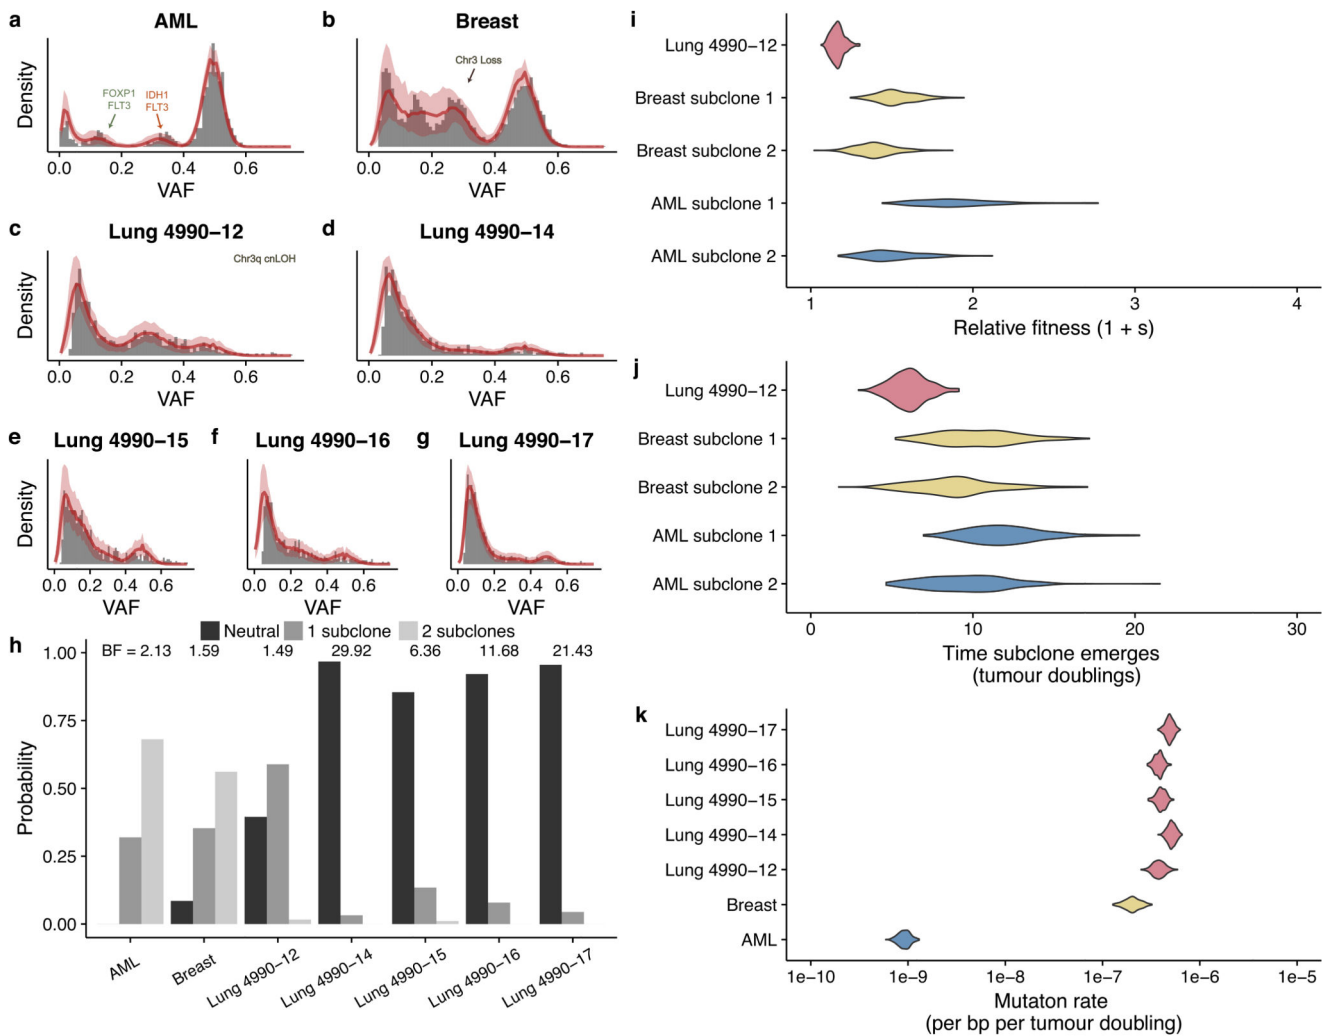 a
AML
Density
FOXP1
FLT3
IDH1
FLT3
0.0 0.2 0.4 0.6
VAF
b
Breast
Chr3 Loss
0.0 0.2 0.4 0.6
VAF
c
Lung 4990–12
Density
Chr3q cnLOH
0.0 0.2 0.4 0.6
VAF
d
Lung 4990–14
0.0 0.2 0.4 0.6
VAF
e
Lung 4990–15
Density
0.0 0.2 0.4 0.6
VAF
f
Lung 4990–16
0.0 0.2 0.4 0.6
VAF
g
Lung 4990–17
0.0 0.2 0.4 0.6
VAF
h
Neutral 1 subclone 2 subclones
BF = 2.13 1.59 1.49 29.92 6.36 11.68 21.43
Probability
1.00
0.75
0.50
0.25
0.00
AML
Breast
Lung 4990–12
Lung 4990–14
Lung 4990–15
Lung 4990–16
Lung 4990–17
i
Lung 4990–12
Breast subclone 1
Breast subclone 2
AML subclone 1
AML subclone 2
1 2 3 4
Relative fitness (1 + s)
j
Lung 4990–12
Breast subclone 1
Breast subclone 2
AML subclone 1
AML subclone 2
0 10 20 30
Time subclone emerges
(tumour doublings)
k
Lung 4990–17
Lung 4990–16
Lung 4990–15
Lung 4990–14
Lung 4990–12
Breast
AML
1e–10 1e–9 1e–8 1e–7 1e–6 1e–5
Mutaton rate
(per bp per tumour doubling)